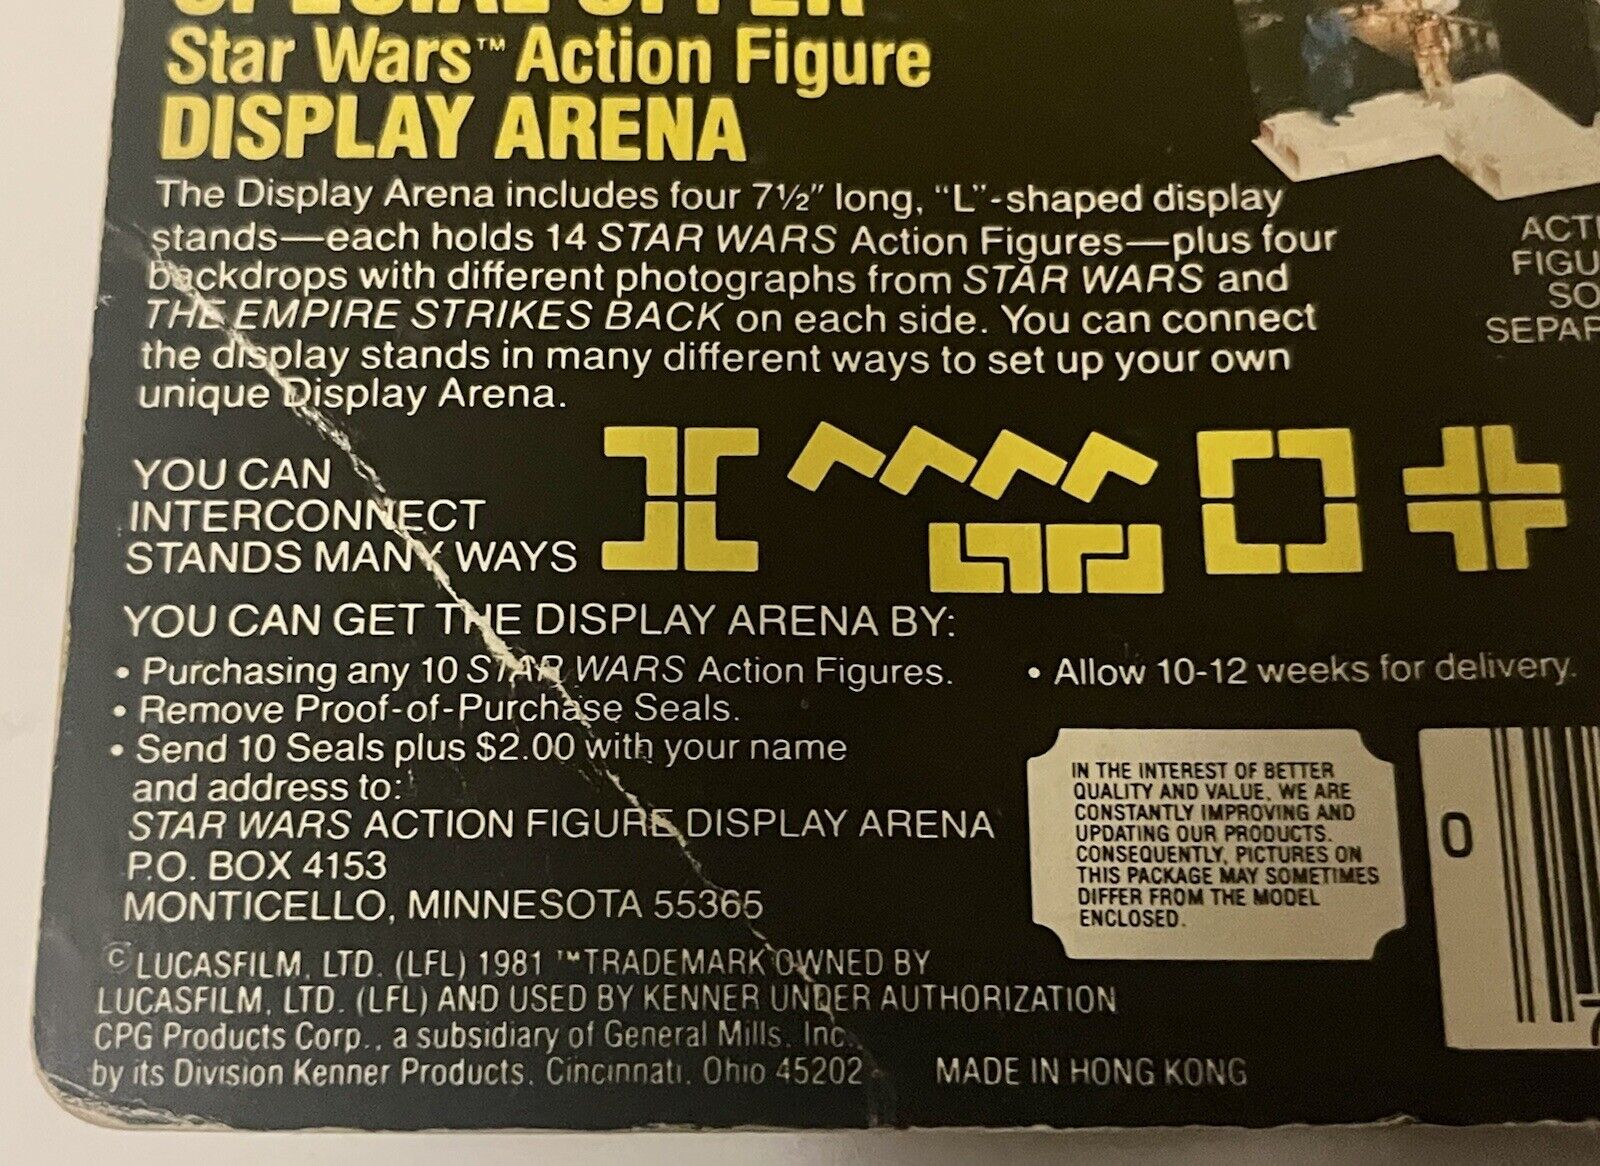 SPECIAL OFFER
Star Wars™ Action Figure
DISPLAY ARENA
The Display Arena includes four 7½" long, "L"-shaped display
stands—each holds 14 STAR WARS Action Figures—plus four
backdrops with different photographs from STAR WARS and
THE EMPIRE STRIKES BACK on each side. You can connect
the display stands in many different ways to set up your own
unique Display Arena.
YOU CAN
INTERCONNECT
STANDS MANY WAYS
YOU CAN GET THE DISPLAY ARENA BY:
• Purchasing any 10 STAR WARS Action Figures.
• Remove Proof-of-Purchase Seals.
• Send 10 Seals plus $2.00 with your name
and address to:
STAR WARS ACTION FIGURE DISPLAY ARENA
P.O. BOX 4153
MONTICELLO, MINNESOTA 55365
• Allow 10-12 weeks for delivery.
© LUCASFILM, LTD. (LFL) 1981 ™TRADEMARK OWNED BY
LUCASFILM, LTD. (LFL) AND USED BY KENNER UNDER AUTHORIZATION
CPG Products Corp., a subsidiary of General Mills, Inc.,
by its Division Kenner Products, Cincinnati, Ohio 45202
MADE IN HONG KONG
IN THE INTEREST OF BETTER
QUALITY AND VALUE, WE ARE
CONSTANTLY IMPROVING AND
UPDATING OUR PRODUCTS.
CONSEQUENTLY, PICTURES ON
THIS PACKAGE MAY SOMETIMES
DIFFER FROM THE MODEL
ENCLOSED.
ACTI
FIGU
SO
SEPAR
0
7